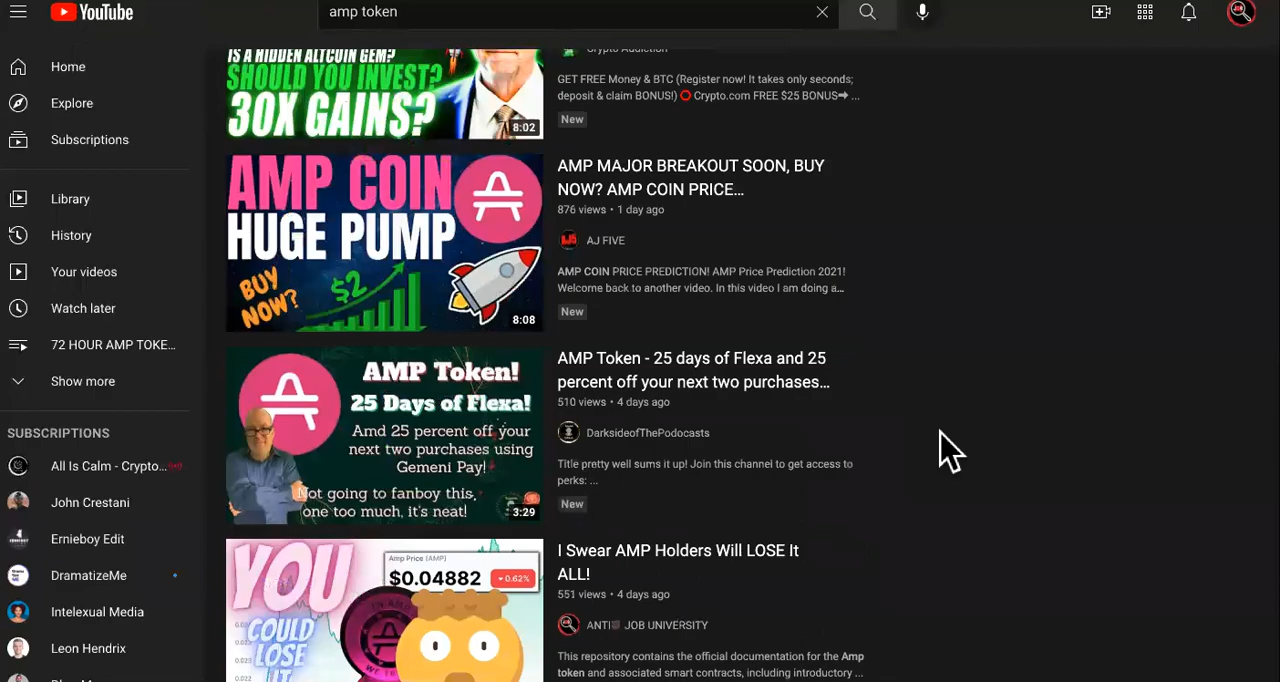 YouTube
amp token
Home
Explore
Subscriptions
Library
History
Your videos
Watch later
72 HOUR AMP TOKE...
Show more
SUBSCRIPTIONS
All Is Calm - Crypto...
John Crestani
Ernieboy Edit
DramatizeMe
Intelexual Media
Leon Hendrix
IS A HIDDEN ALTCOIN GEM?
SHOULD YOU INVEST?
30X GAINS?
8:02
Crypto Addiction
GET FREE Money & BTC (Register now! It takes only seconds;
deposit & claim BONUS!) Crypto.com FREE $25 BONUS ...
New
AMP COIN
HUGE PUMP
BUY
NOW?
$2
8:08
AMP MAJOR BREAKOUT SOON, BUY
NOW? AMP COIN PRICE...
876 views • 1 day ago
AJ FIVE
AMP COIN PRICE PREDICTION! AMP Price Prediction 2021!
Welcome back to another video. In this video I am doing a...
New
AMP Token!
25 Days of Flexa!
Amd 25 percent off your
next two purchases using
Gemeni Pay!
Not going to fanboy this,
one too much, it's neat!
3:29
AMP Token - 25 days of Flexa and 25
percent off your next two purchases...
510 views • 4 days ago
DarksideofThePodocasts
Title pretty well sums it up! Join this channel to get access to
perks: ...
New
YOU
COULD
LOSE
IT
Amp Price (AMP)
$0.04882
0.62%
I Swear AMP Holders Will LOSE It
ALL!
551 views • 4 days ago
ANTI JOB UNIVERSITY
This repository contains the official documentation for the Amp
token and associated smart contracts, including introductory ...